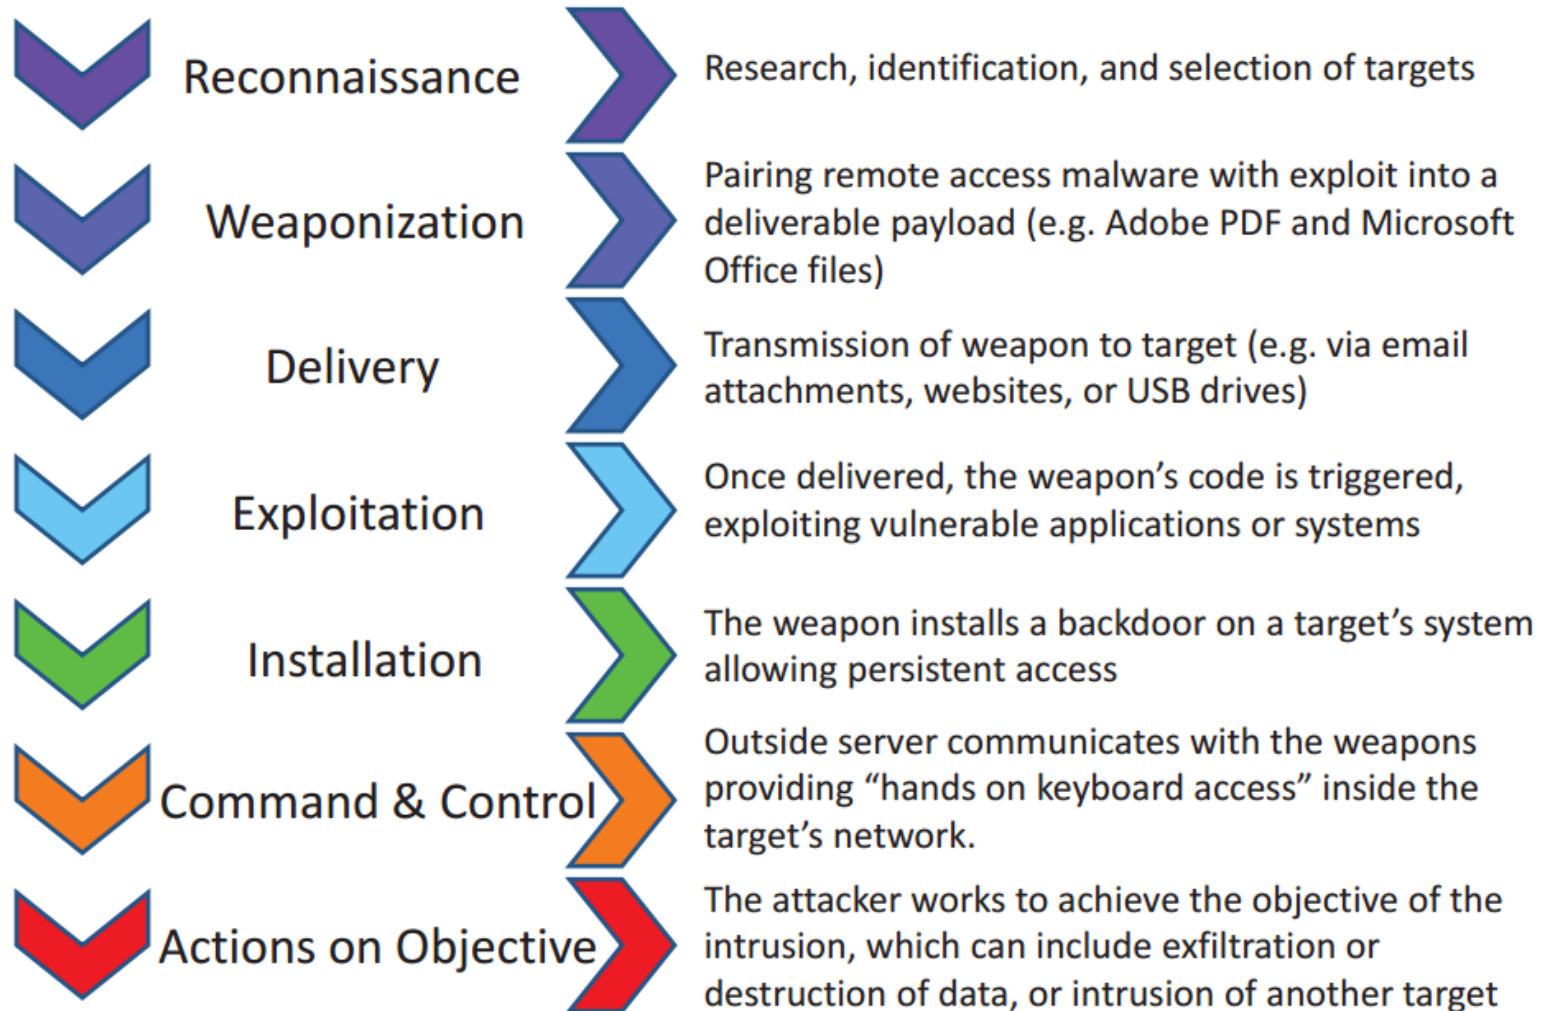 Reconnaissance
Research, identification, and selection of targets
Weaponization
Pairing remote access malware with exploit into a
deliverable payload (e.g. Adobe PDF and Microsoft
Office files)
Delivery
Transmission of weapon to target (e.g. via email
attachments, websites, or USB drives)
Exploitation
Once delivered, the weapon’s code is triggered,
exploiting vulnerable applications or systems
Installation
The weapon installs a backdoor on a target’s system
allowing persistent access
Command & Control
Outside server communicates with the weapons
providing “hands on keyboard access” inside the
target’s network.
Actions on Objective
The attacker works to achieve the objective of the
intrusion, which can include exfiltration or
destruction of data, or intrusion of another target